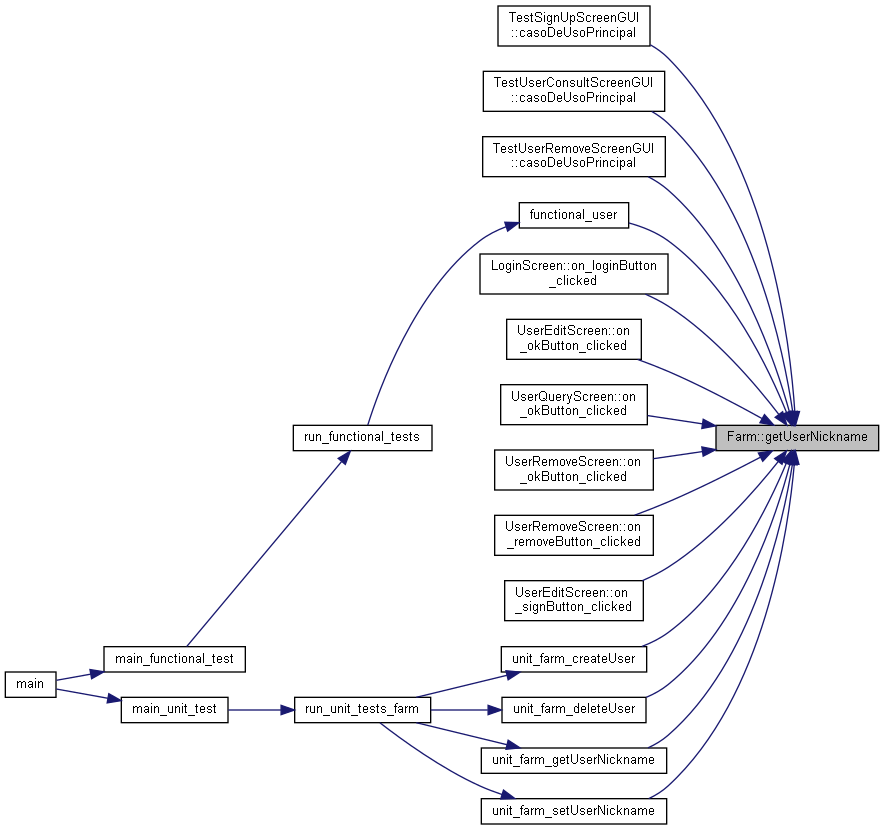 TestSignUpScreenGUI
::casoDeUsoPrincipal
TestUserConsultScreenGUI
::casoDeUsoPrincipal
TestUserRemoveScreenGUI
::casoDeUsoPrincipal
functional_user
LoginScreen::on_loginButton
_clicked
UserEditScreen::on
_okButton_clicked
UserQueryScreen::on
_okButton_clicked
Farm::getUserNickname
run_functional_tests
UserRemoveScreen::on
_okButton_clicked
UserRemoveScreen::on
_removeButton_clicked
UserEditScreen::on
_signButton_clicked
main_functional_test
unit_farm_createUser
main
main_unit_test
run_unit_tests_farm
unit_farm_deleteUser
unit_farm_getUserNickname
unit_farm_setUserNickname